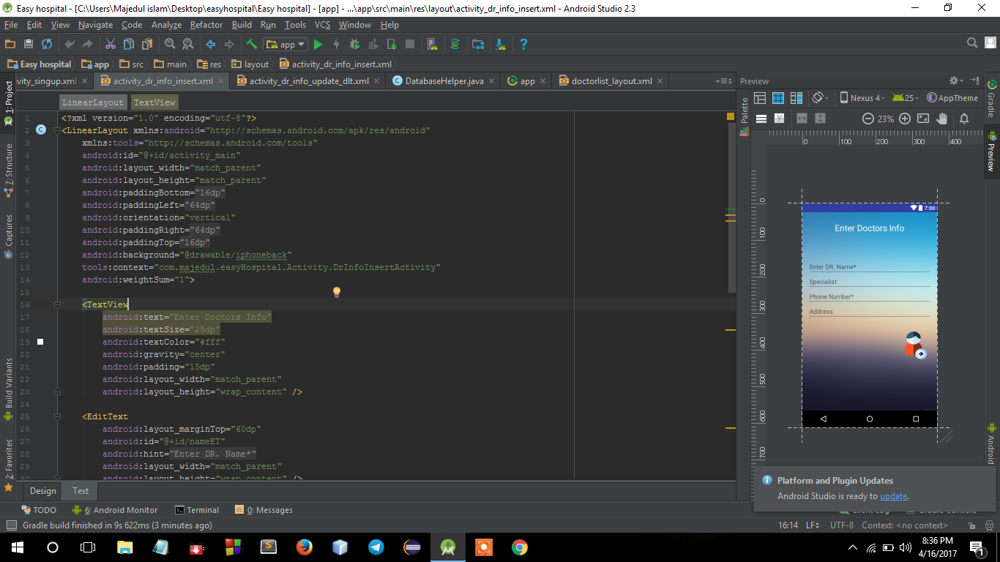 Easy hospital - [C:\Users\Majedul islam\Desktop\easyhospital\Easy hospital] - [app] - ...\app\src\main\res\layout\activity_dr_info_insert.xml - Android Studio 2.3
File Edit View Navigate Code Analyze Refactor Build Run Tools VCS Window Help
app
Easy hospital app src main res layout activity_dr_info_insert.xml
vity_singup.xml activity_dr_info_insert.xml activity_dr_info_update_dlt.xml DatabaseHelper.java app doctorlist_layout.xml
Preview
1: Project
7: Structure
Captures
Build Variants
2: Favorites
LinearLayout TextView
1 <?xml version="1.0" encoding="utf-8"?>
2 <LinearLayout xmlns:android="http://schemas.android.com/apk/res/android"
3 xmlns:tools="http://schemas.android.com/tools"
4 android:id="@+id/activity_main"
5 android:layout_width="match_parent"
6 android:layout_height="match_parent"
7 android:paddingBottom="16dp"
8 android:paddingLeft="64dp"
9 android:orientation="vertical"
10 android:paddingRight="64dp"
11 android:paddingTop="16dp"
12 android:background="@drawable/iphoneback"
13 tools:context="com.majedul.easyHospital.Activity.DrInfoInsertActivity"
14 android:weightSum="1">
15
16 <TextView
17 android:text="Enter Doctors Info"
18 android:textSize="25dp"
19 android:textColor="#fff"
20 android:gravity="center"
21 android:padding="15dp"
22 android:layout_width="match_parent"
23 android:layout_height="wrap_content" />
24
25 <EditText
26 android:layout_marginTop="60dp"
27 android:id="@+id/nameET"
28 android:hint="Enter DR. Name*"
29 android:layout_width="match_parent"
30 android:layout_height="wrap_content" />
Design Text
Palette
Nexus 4 25 AppTheme
23%
0 100 200 300 400
0
100
200
300
400
500
600
700
7:00
Enter Doctors Info
Enter DR. Name*
Specialist
Phone Number*
Address
Gradle
Preview
Android
Platform and Plugin Updates
Android Studio is ready to update.
TODO 6: Android Monitor Terminal 0: Messages Event Log Gradle Console
Gradle build finished in 9s 622ms (3 minutes ago) 16:14 LF UTF-8 Context: <no context>
8:36 PM
4/16/2017
1